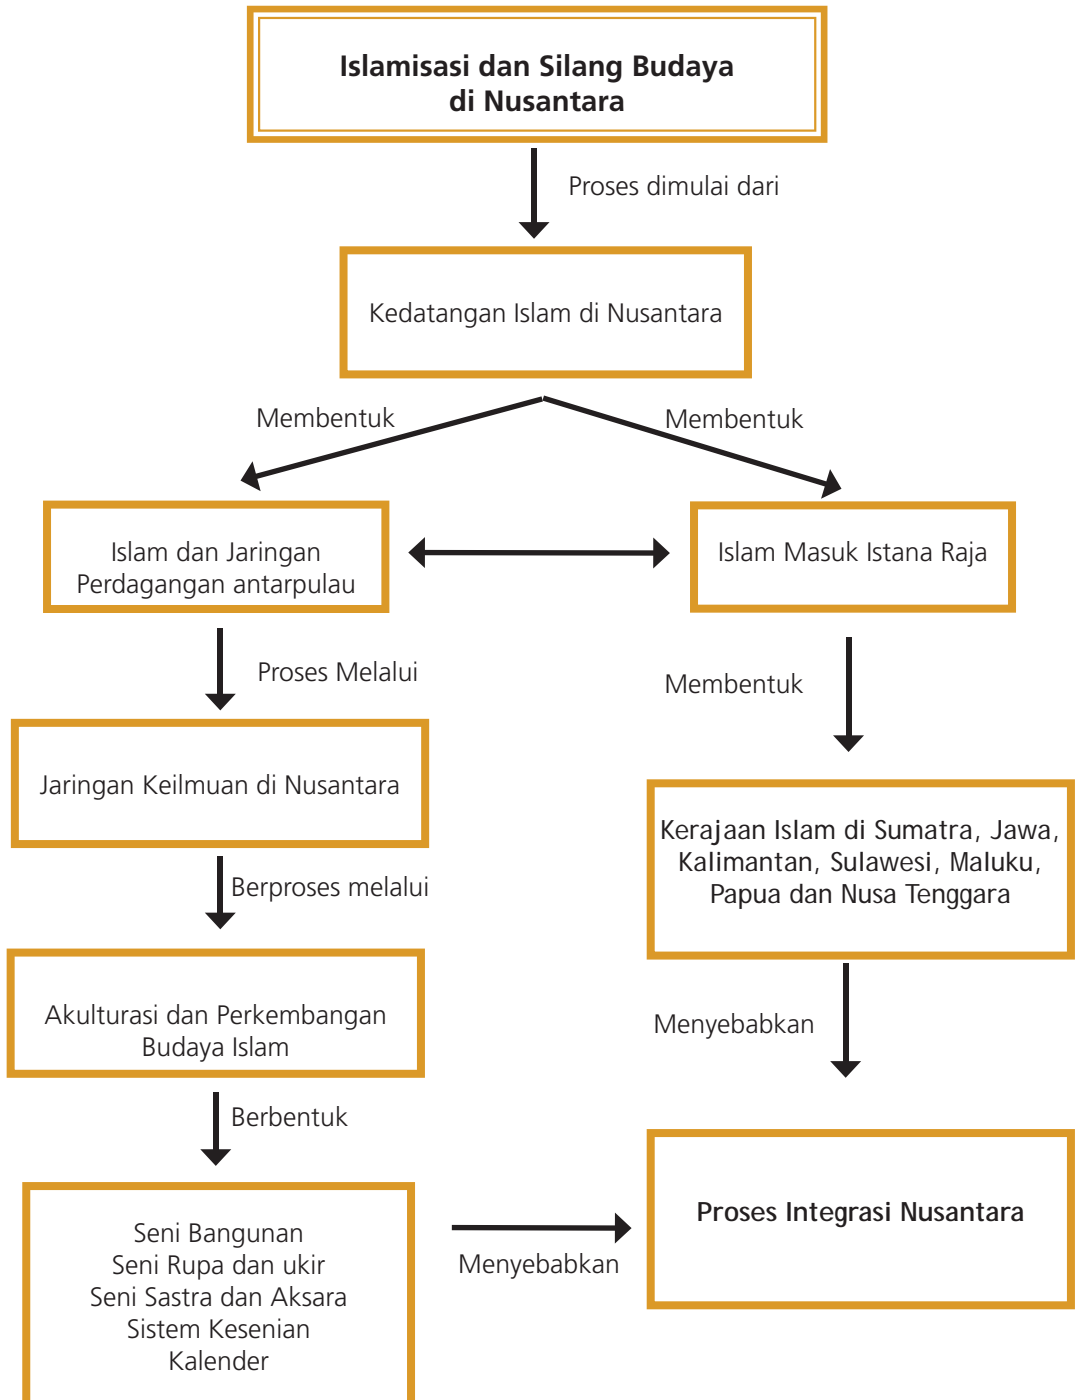 Islamisasi dan Silang Budaya
di Nusantara
Proses dimulai dari
Kedatangan Islam di Nusantara
Membentuk
Membentuk
Islam dan Jaringan
Perdagangan antarpulau
Islam Masuk Istana Raja
Proses Melalui
Membentuk
Jaringan Keilmuan di Nusantara
Kerajaan Islam di Sumatra, Jawa,
Kalimantan, Sulawesi, Maluku,
Papua dan Nusa Tenggara
Berproses melalui
Akulturasi dan Perkembangan
Budaya Islam
Menyebabkan
Berbentuk
Seni Bangunan
Seni Rupa dan ukir
Seni Sastra dan Aksara
Sistem Kesenian
Kalender
Menyebabkan
Proses Integrasi Nusantara